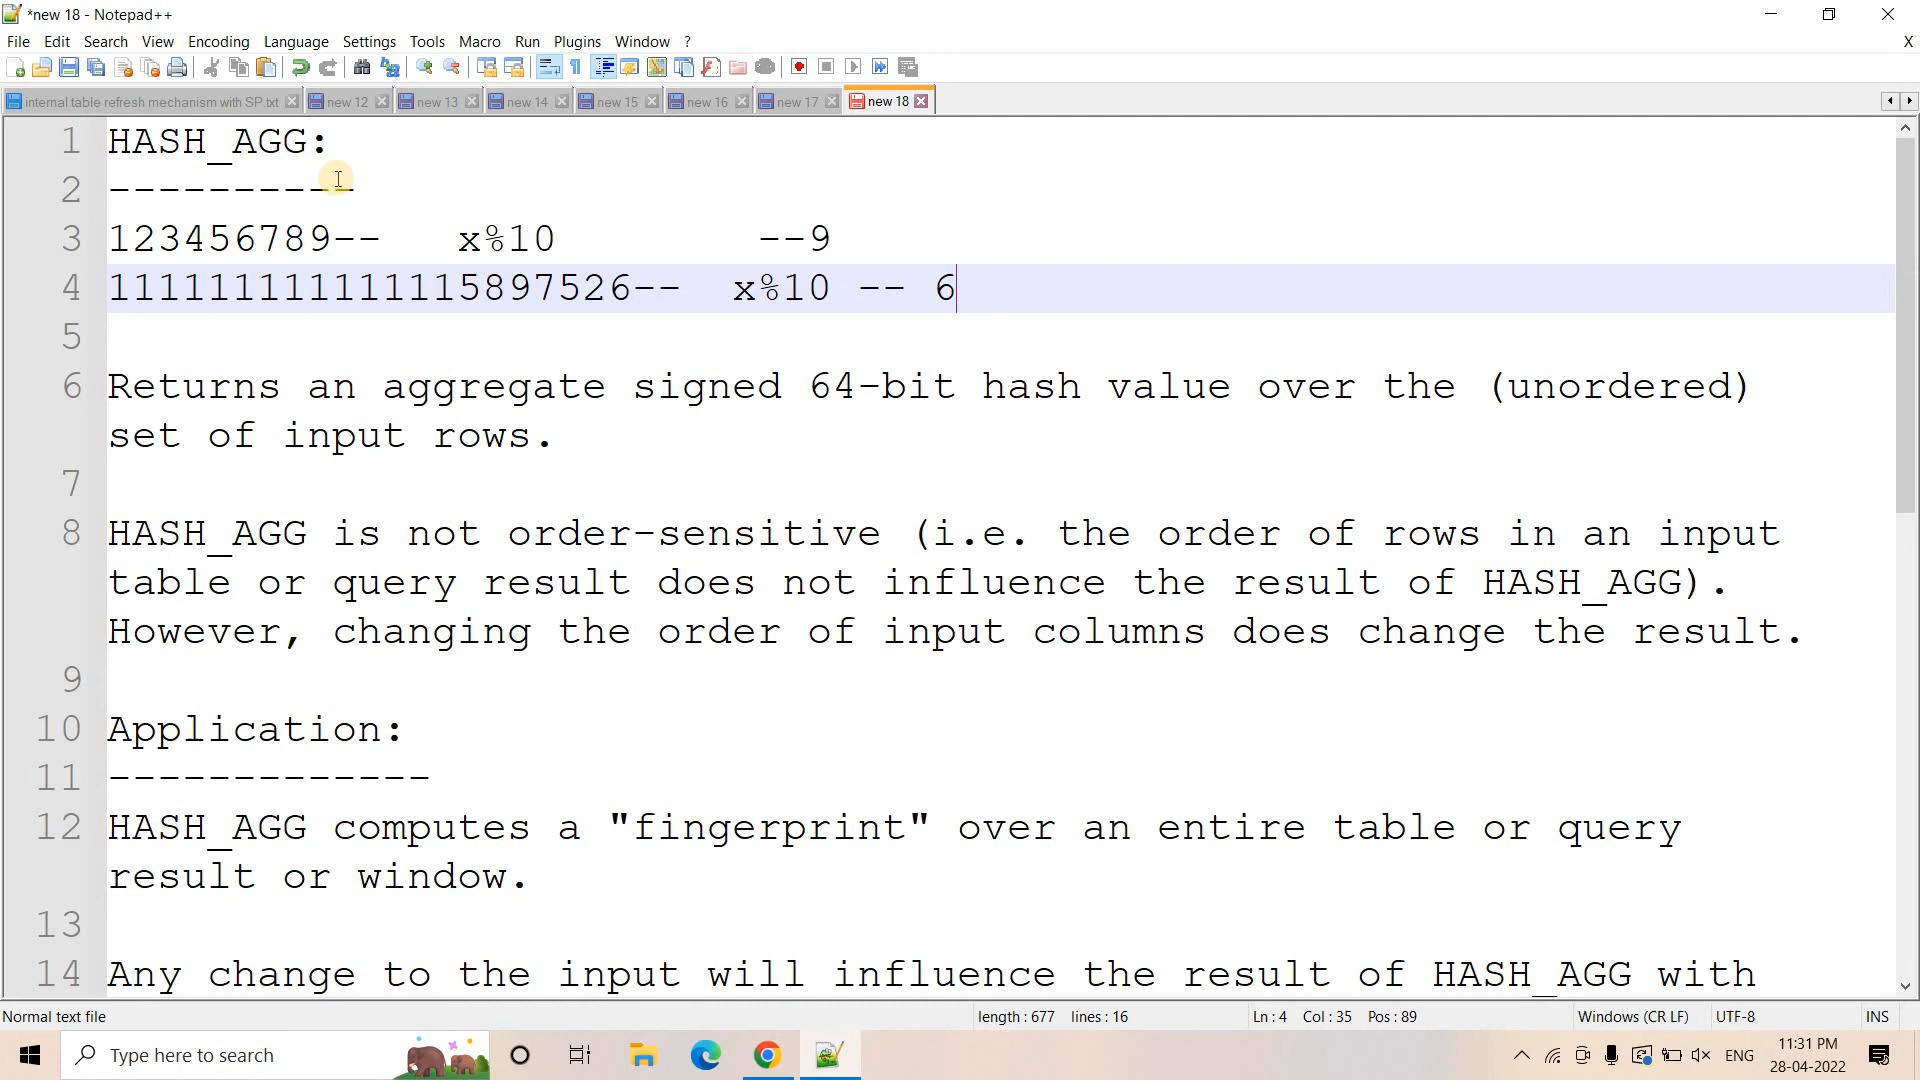 *new 18 - Notepad++
File Edit Search View Encoding Language Settings Tools Macro Run Plugins Window ? X
internal table refresh mechanism with SP.txt new 12 new 13 new 14 new 15 new 16 new 17 new 18
1 HASH_AGG:
2 ----------
3 123456789-- x%10 --9
4 111111111111115897526-- x%10 -- 6
5
6 Returns an aggregate signed 64-bit hash value over the (unordered)
set of input rows.
7
8 HASH_AGG is not order-sensitive (i.e. the order of rows in an input
table or query result does not influence the result of HASH_AGG).
However, changing the order of input columns does change the result.
9
10 Application:
11 -------------
12 HASH_AGG computes a "fingerprint" over an entire table or query
result or window.
13
14 Any change to the input will influence the result of HASH_AGG with
Normal text file length : 677 lines : 16 Ln : 4 Col : 35 Pos : 89 Windows (CR LF) UTF-8 INS
Type here to search ENG 11:31 PM
28-04-2022